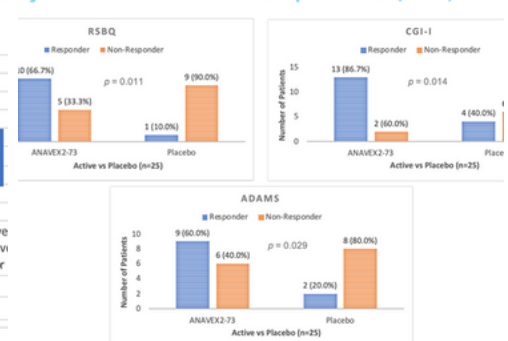 RSBQ
Responder Non-Responder
(66.7%)
9 (90.0%)
p = 0.011
5 (33.3%)
1 (10.0%)
ANAVEX2-73 Placebo
Active vs Placebo (n=25)
CGI-I
Responder Non-Responder
15
13 (86.7%)
p = 0.014
10
5
4 (40.0%)
2 (60.0%)
0
Number of Patients
ANAVEX2-73
Active vs Placebo (n=25)
ADAMS
Responder Non-Responder
10
9 (60.0%)
8 (80.0%)
p = 0.029
8
6 (40.0%)
6
4
2 (20.0%)
2
0
Number of Patients
ANAVEX2-73 Placebo
Active vs Placebo (n=25)